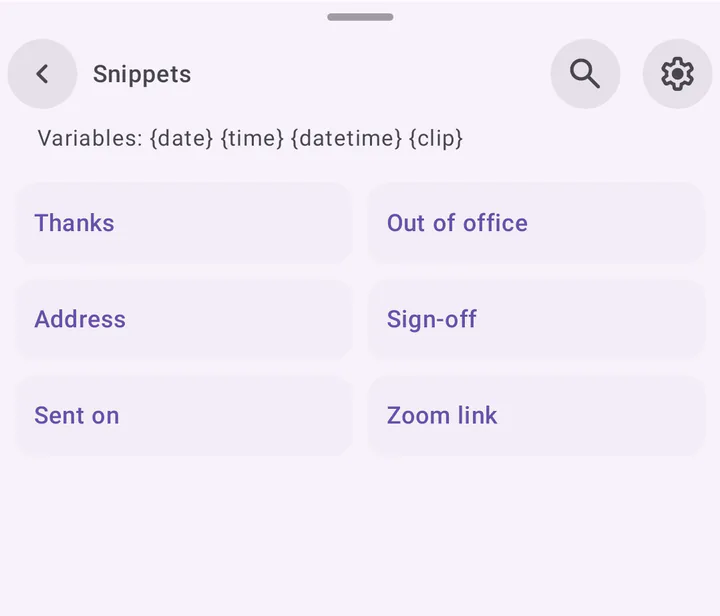 Snippets
Variables: {date} {time} {datetime} {clip}
Thanks
Out of office
Address
Sign-off
Sent on
Zoom link